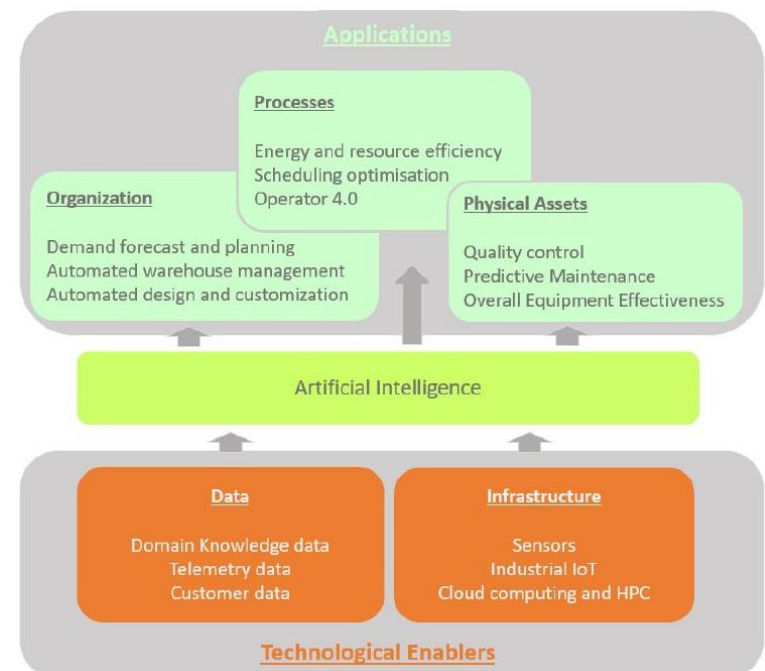 Applications
Processes
Energy and resource efficiency
Scheduling optimisation
Operator 4.0
Organization
Demand forecast and planning
Automated warehouse management
Automated design and customization
Physical Assets
Quality control
Predictive Maintenance
Overall Equipment Effectiveness
Artificial Intelligence
Data
Domain Knowledge data
Telemetry data
Customer data
Infrastructure
Sensors
Industrial IoT
Cloud computing and HPC
Technological Enablers